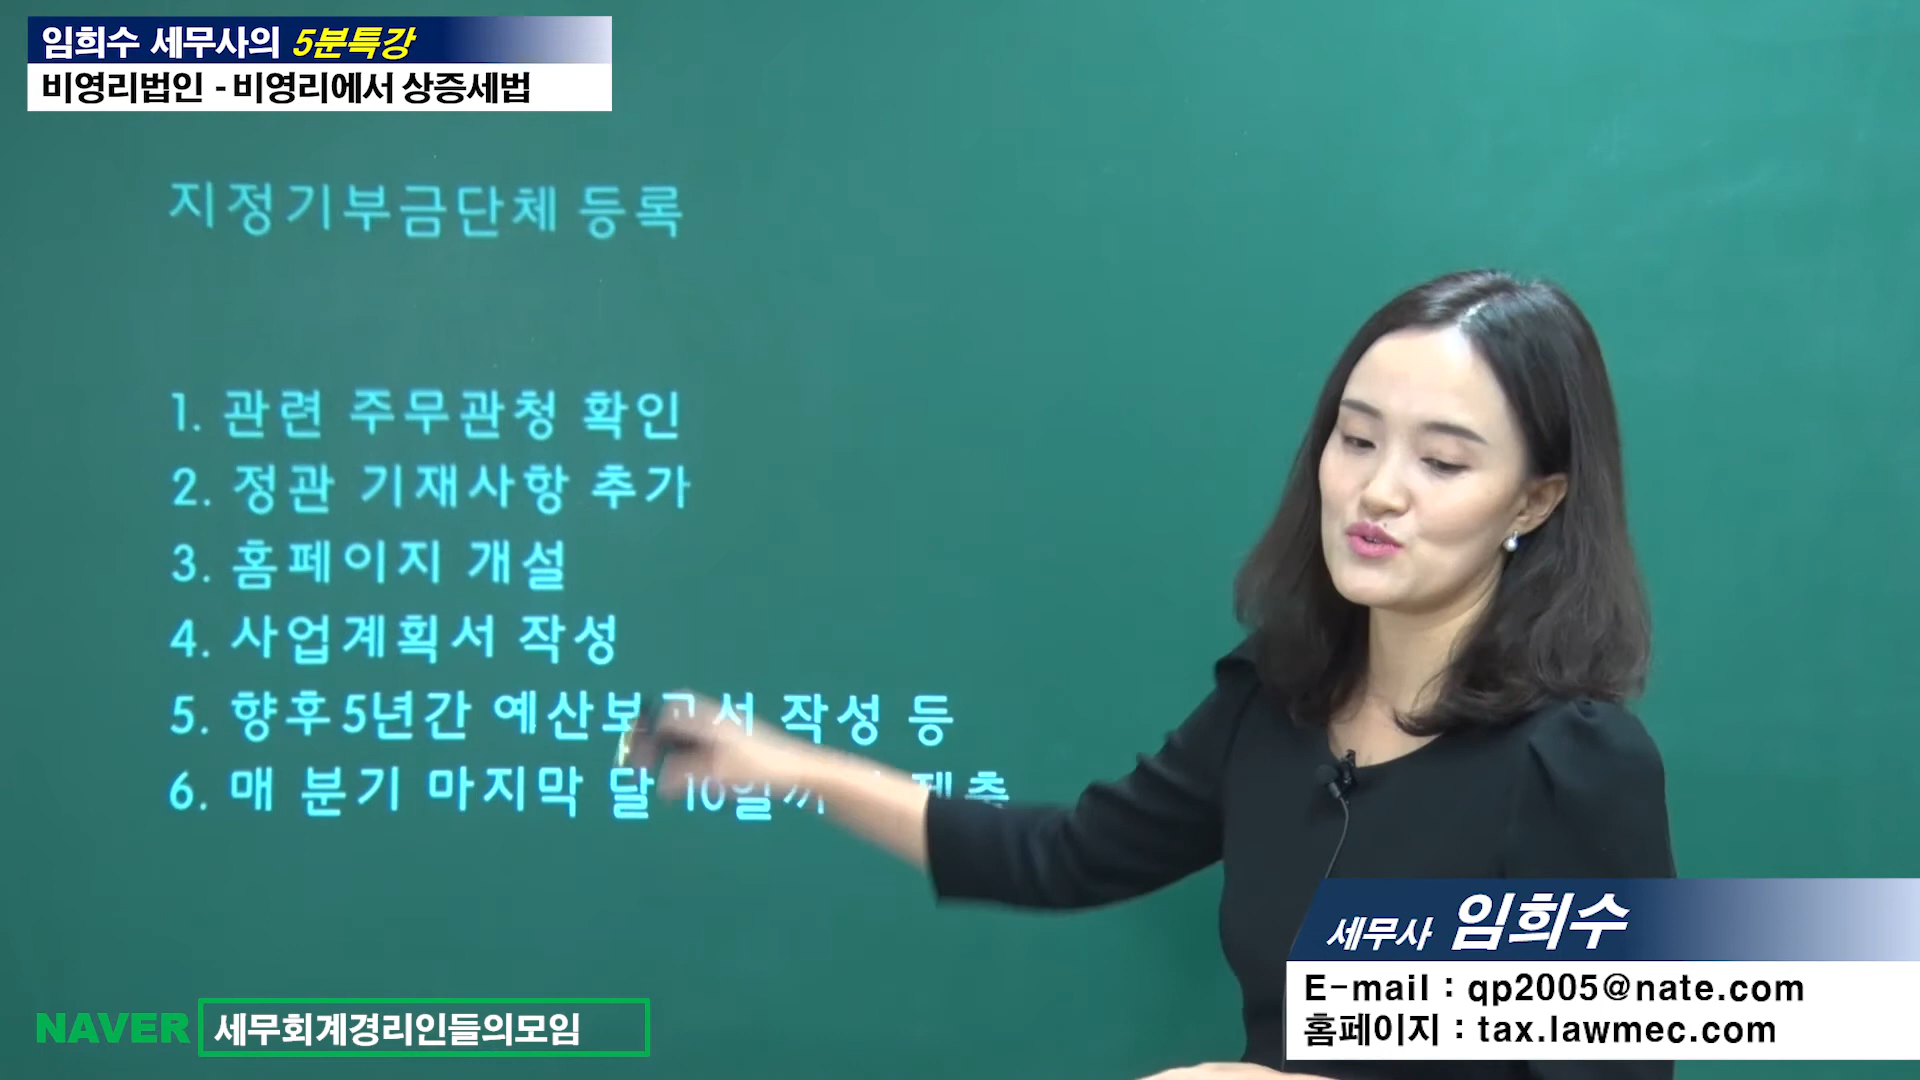 임희수 세무사의 5분특강
비영리법인 - 비영리에서 상증세법
지정기부금단체 등록
1. 관련 주무관청 확인
2. 정관 기재사항 추가
3. 홈페이지 개설
4. 사업계획서 작성
5. 향후5년간 예산보고서 작성 등
6. 매 분기 마지막 달 10일까
세무사 임희수
E-mail : qp2005@nate.com
홈페이지 : tax.lawmec.com
NAVER 세무회계경리인들의모임